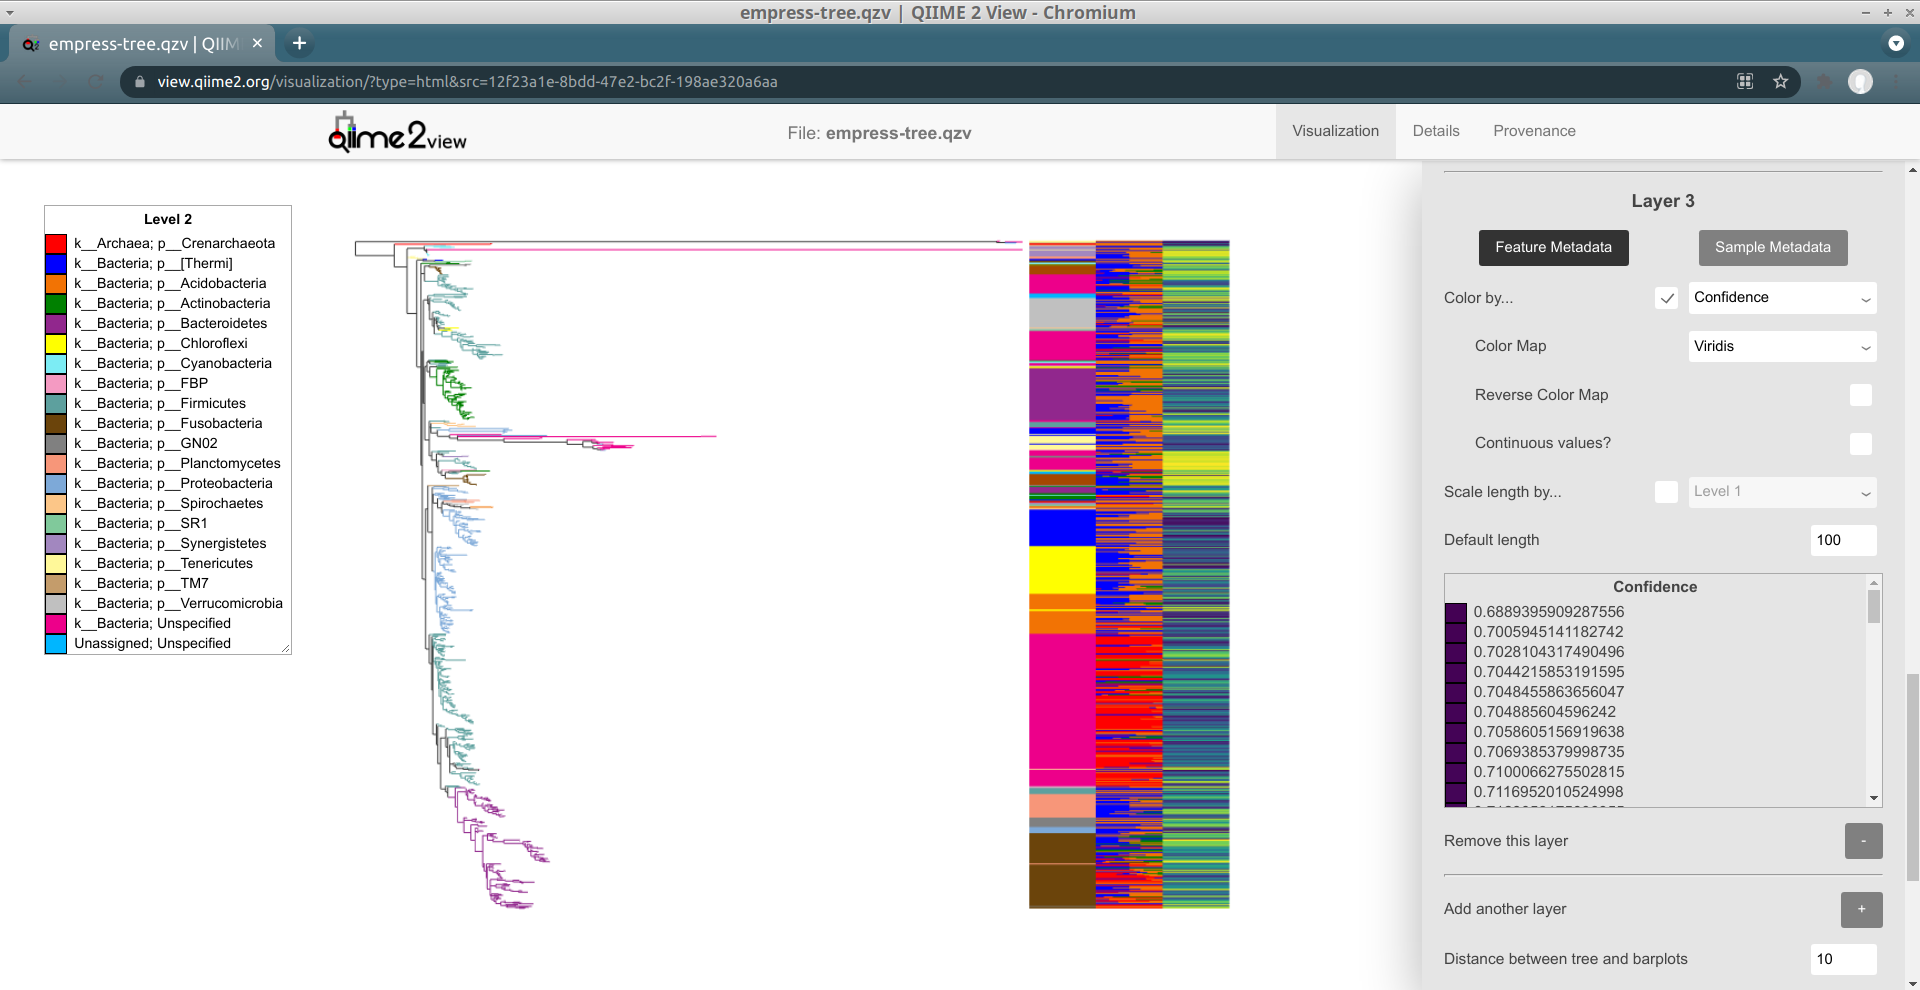 empress-tree.qzv | QIIME 2 View - Chromium
empress-tree.qzv | QIIM
view.qiime2.org/visualization/?type=html&src=12f23a1e-8bdd-47e2-bc2f-198ae320a6aa
qiime2view
File: empress-tree.qzv
Visualization
Details
Provenance
Level 2
k__Archaea; p__Crenarchaeota
k__Bacteria; p__[Thermi]
k__Bacteria; p__Acidobacteria
k__Bacteria; p__Actinobacteria
k__Bacteria; p__Bacteroidetes
k__Bacteria; p__Chloroflexi
k__Bacteria; p__Cyanobacteria
k__Bacteria; p__FBP
k__Bacteria; p__Firmicutes
k__Bacteria; p__Fusobacteria
k__Bacteria; p__GN02
k__Bacteria; p__Planctomycetes
k__Bacteria; p__Proteobacteria
k__Bacteria; p__Spirochaetes
k__Bacteria; p__SR1
k__Bacteria; p__Synergistetes
k__Bacteria; p__Tenericutes
k__Bacteria; p__TM7
k__Bacteria; p__Verrucomicrobia
k__Bacteria; Unspecified
Unassigned; Unspecified
Layer 3
Feature Metadata
Sample Metadata
Color by...
Confidence
Color Map
Viridis
Reverse Color Map
Continuous values?
Scale length by...
Level 1
Default length
100
Confidence
0.6889395909287556
0.7005945141182742
0.7028104317490496
0.704421585319 1595
0.7048455863656047
0.704885604596242
0.7058605156919638
0.7069385379998735
0.7100066275502815
0.7116952010524998
Remove this layer
-
Add another layer
+
Distance between tree and barplots
10